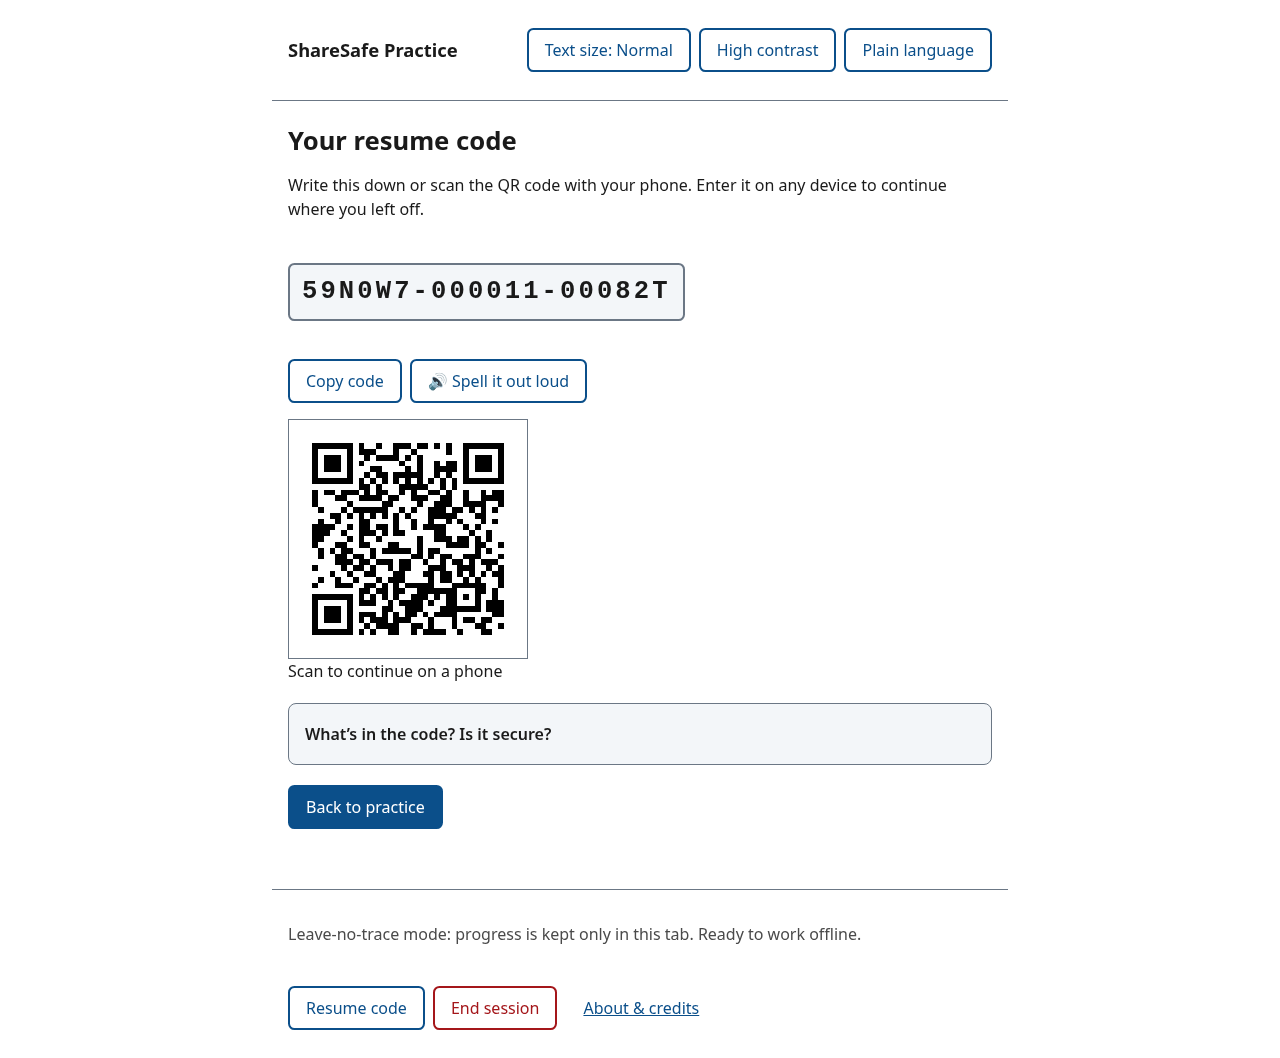 ShareSafe Practice
Text size: Normal
High contrast
Plain language
Your resume code
Write this down or scan the QR code with your phone. Enter it on any device to continue
where you left off.
59N0W7-000011-00082T
Copy code
🔊 Spell it out loud
Scan to continue on a phone
What’s in the code? Is it secure?
Back to practice
Leave-no-trace mode: progress is kept only in this tab. Ready to work offline.
Resume code
End session
About & credits